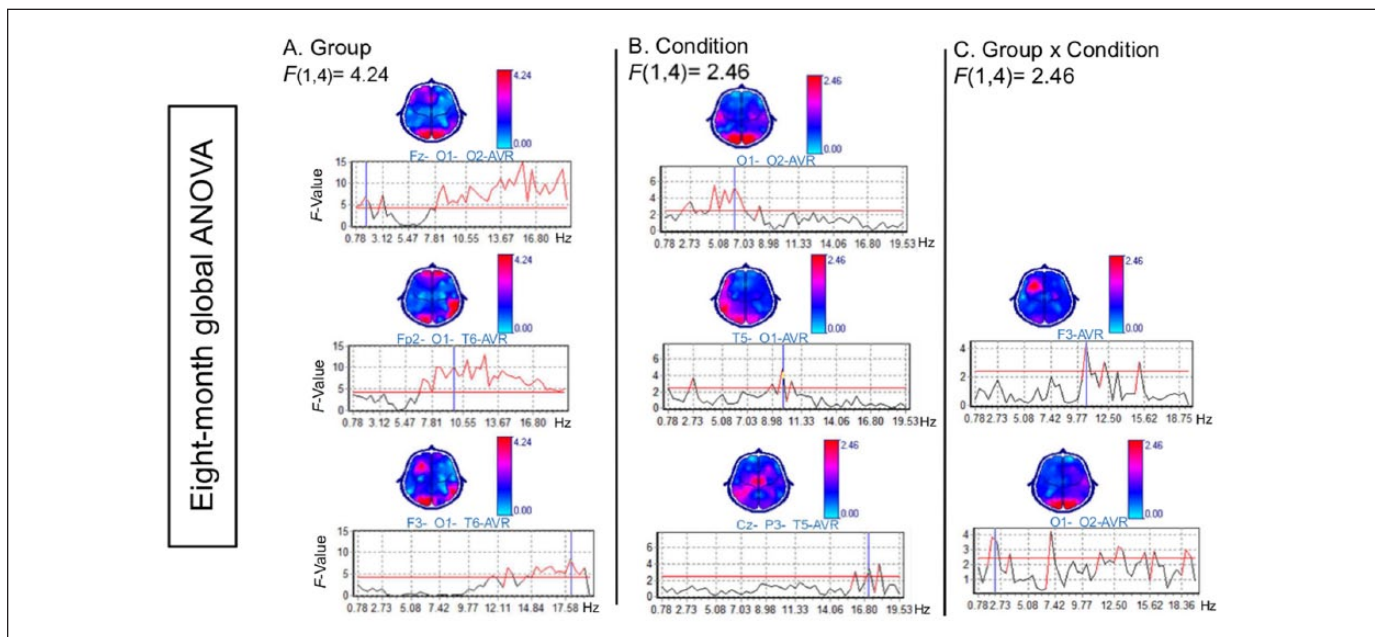 Eight-month global ANOVA
A. Group
F(1,4)= 4.24
4.24
0.00
Fz- O1- O2-AVR
F-Value
15
10
5
0
0.78 3.12 5.47 7.81 10.55 13.67 16.80 Hz
4.24
0.00
Fp2- O1- T6-AVR
15
10
5
0
0.78 3.12 5.47 7.81 10.55 13.67 16.80 Hz
4.24
0.00
F3- O1- T6-AVR
F-Value
15
10
5
0
0.78 2.73 5.08 7.42 9.77 12.11 14.84 17.58 Hz
B. Condition
F(1,4)= 2.46
2.46
0.00
O1- O2-AVR
6
4
2
0
0.78 2.73 5.08 7.03 8.98 11.33 14.06 16.80 19.53 Hz
2.46
0.00
T5- O1-AVR
6
4
2
0
0.78 2.73 5.08 7.03 8.98 11.33 14.06 16.80 19.53 Hz
2.46
0.00
Cz- P3- T5-AVR
6
4
2
0
0.78 2.73 5.08 7.03 8.98 11.33 14.06 16.80 19.53 Hz
C. Group x Condition
F(1,4)= 2.46
2.46
0.00
F3-AVR
4
2
0
0.78 2.73 5.08 7.42 9.77 12.50 15.62 18.75 Hz
2.46
0.00
O1- O2-AVR
4
3
2
1
0.78 2.73 5.08 7.42 9.77 12.50 15.62 18.36 Hz